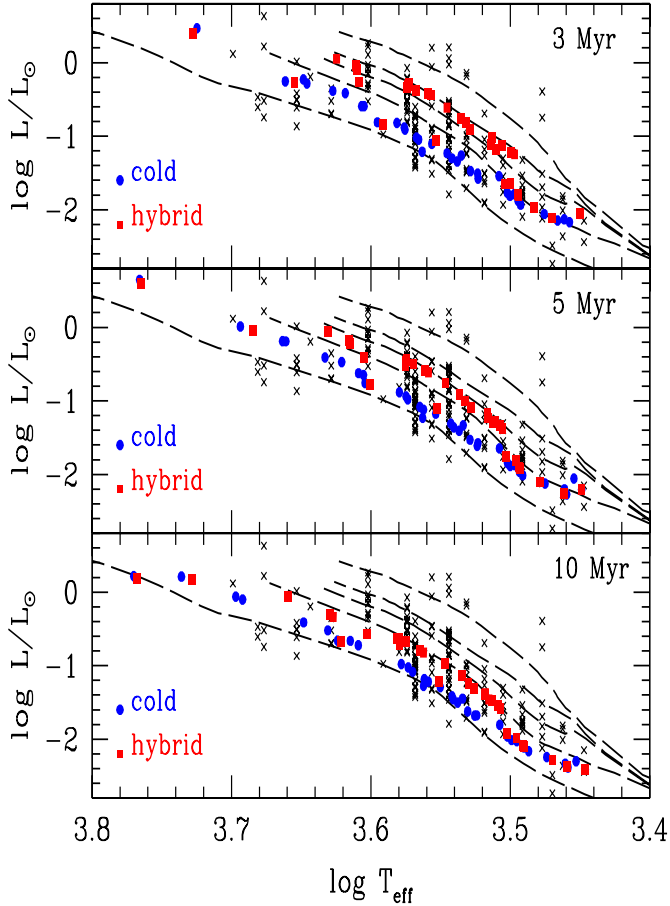 3 Myr
0
−1
−2
log L/L⊙
cold
hybrid
5 Myr
0
−1
−2
log L/L⊙
cold
hybrid
10 Myr
0
−1
−2
log L/L⊙
cold
hybrid
3.8 3.7 3.6 3.5 3.4
log T_eff